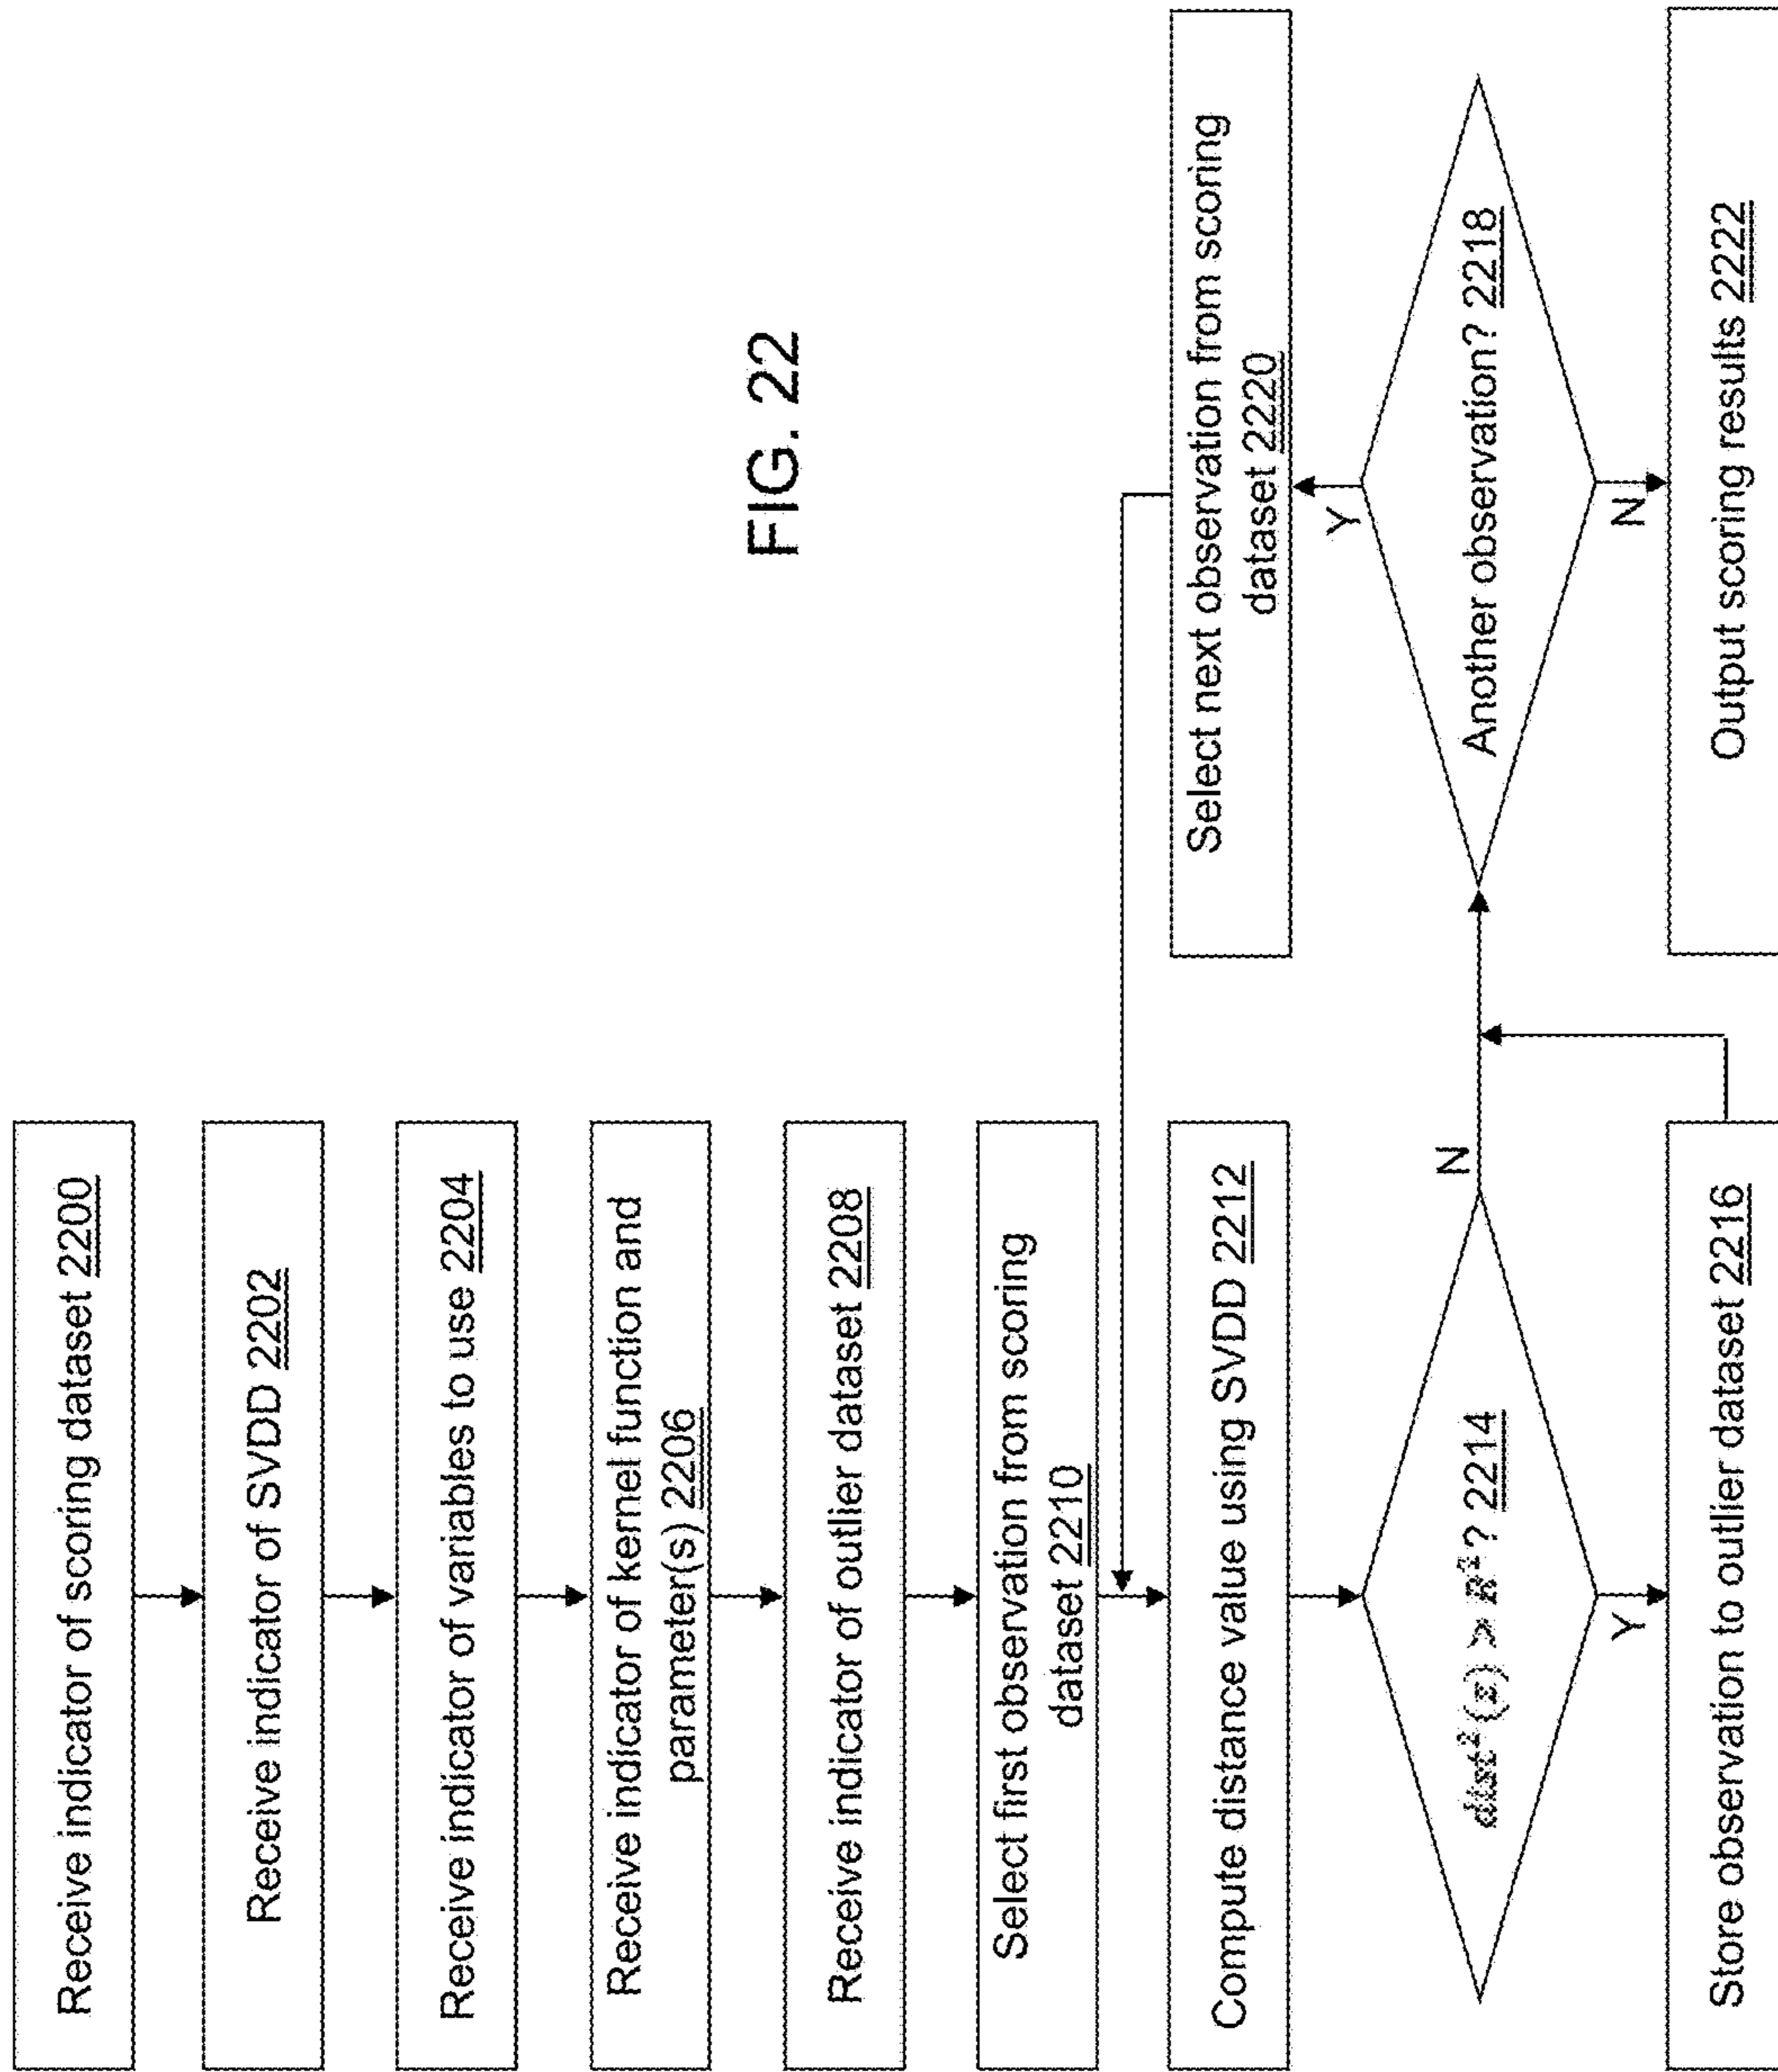 Receive indicator of scoring dataset 2200
Receive indicator of SVDD 2202
Receive indicator of variables to use 2204
Receive indicator of kernel function and
parameter(s) 2206
Receive indicator of outlier dataset 2208
Select first observation from scoring
dataset 2210
Compute distance value using SVDD 2212
dist²(z) > R²? 2214
N
Y
Store observation to outlier dataset 2216
FIG. 22
Select next observation from scoring
dataset 2220
Y
Another observation? 2218
N
Output scoring results 2222